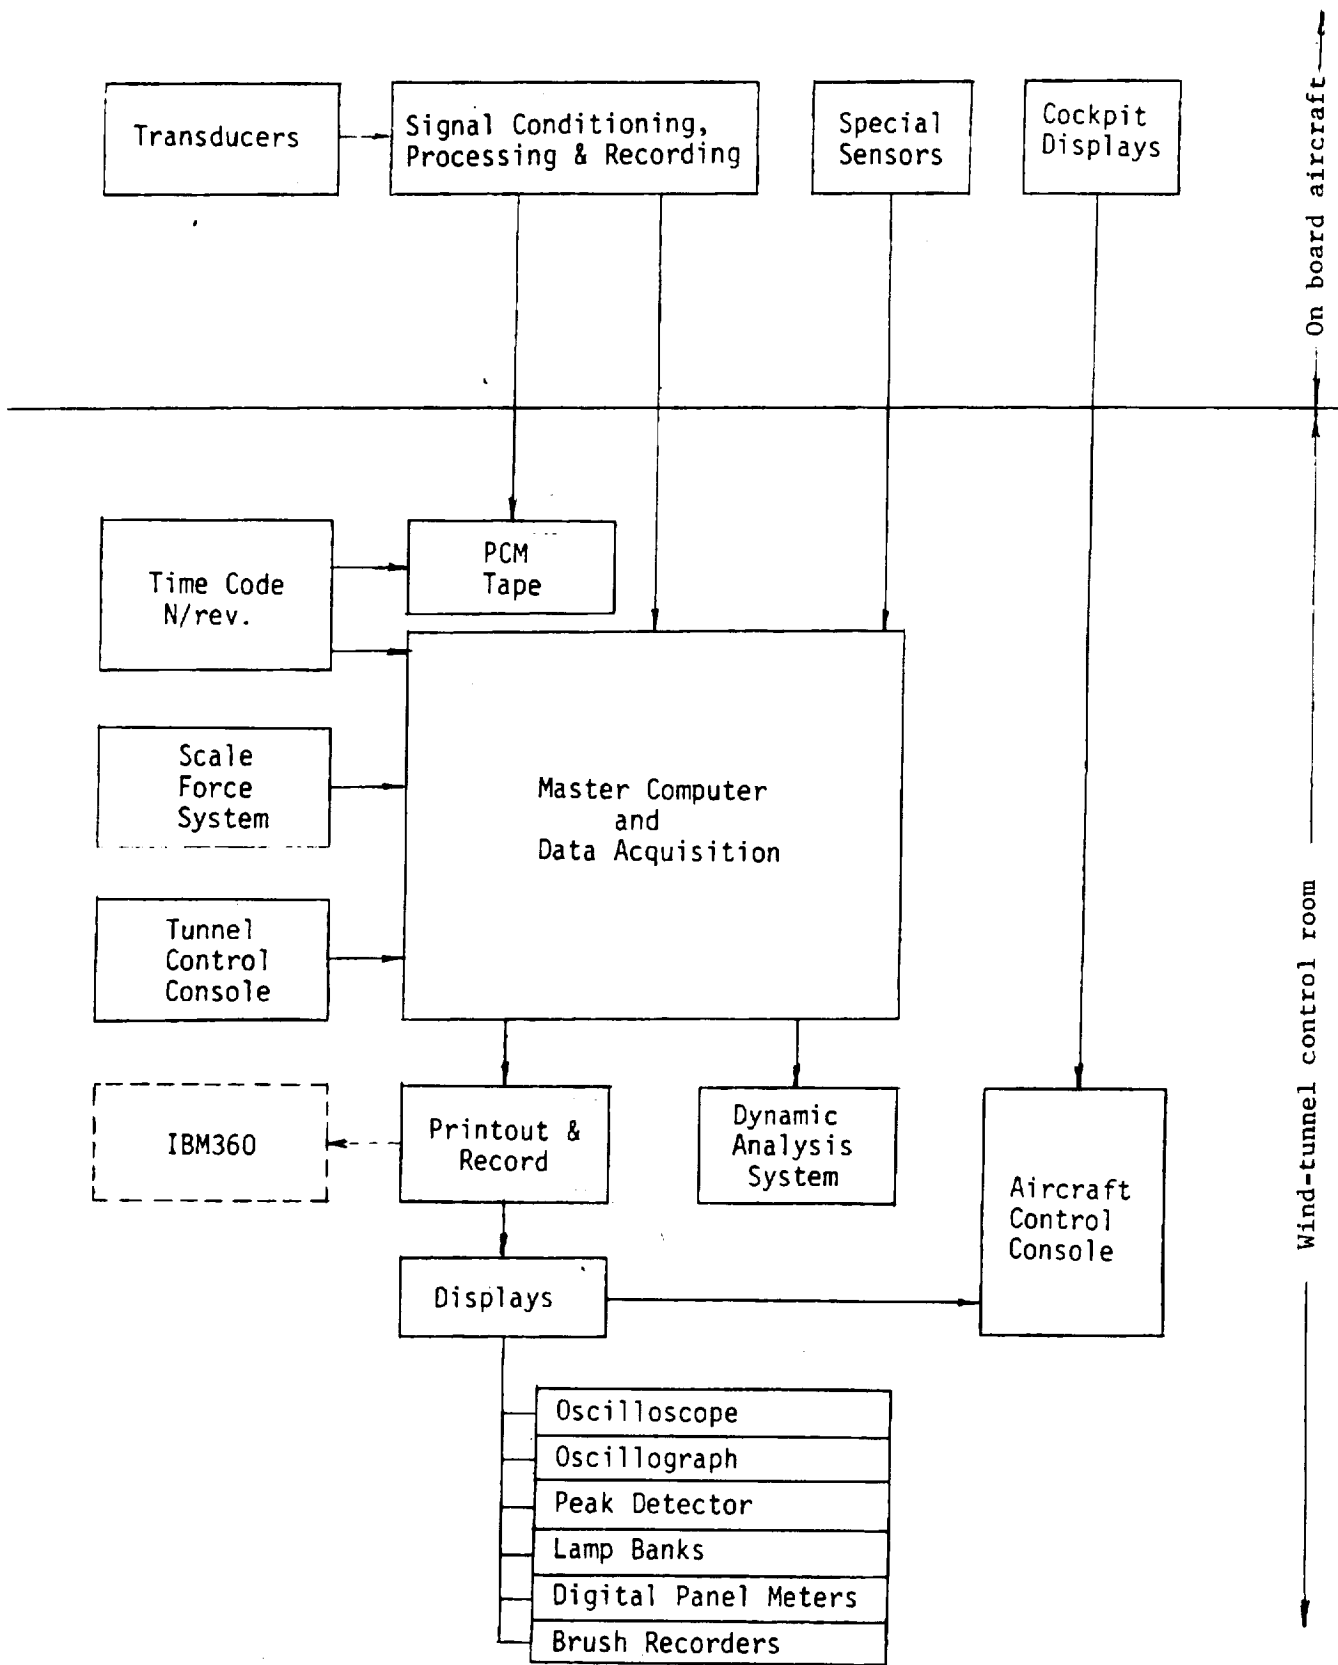 Transducers
Signal Conditioning,
Processing & Recording
Special
Sensors
Cockpit
Displays
On board aircraft
Time Code
N/rev.
PCM
Tape
Scale
Force
System
Master Computer
and
Data Acquisition
Tunnel
Control
Console
IBM360
Printout &
Record
Dynamic
Analysis
System
Aircraft
Control
Console
Displays
Wind-tunnel control room
Oscilloscope
Oscillograph
Peak Detector
Lamp Banks
Digital Panel Meters
Brush Recorders